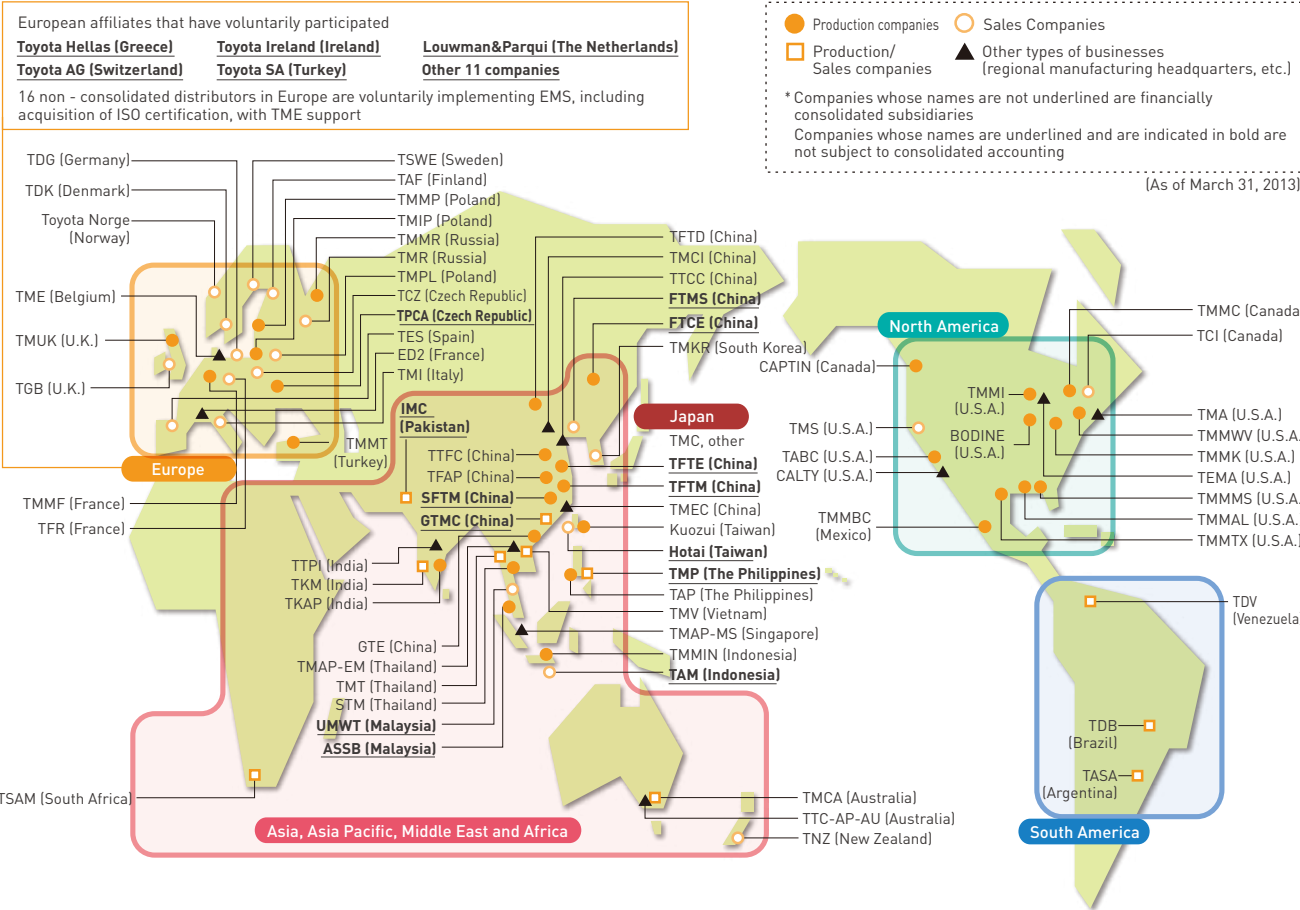 European affiliates that have voluntarily participated
Toyota Hellas (Greece) Toyota Ireland (Ireland) Louwman&Parqui (The Netherlands)
Toyota AG (Switzerland) Toyota SA (Turkey) Other 11 companies
16 non - consolidated distributors in Europe are voluntarily implementing EMS, including
acquisition of ISO certification, with TME support
Production companies
Sales Companies
Production/
Sales companies
Other types of businesses
(regional manufacturing headquarters, etc.)
* Companies whose names are not underlined are financially
consolidated subsidiaries
Companies whose names are underlined and are indicated in bold are
not subject to consolidated accounting
(As of March 31, 2013)
TDG (Germany)
TDK (Denmark)
Toyota Norge
(Norway)
TME (Belgium)
TMUK (U.K.)
TGB (U.K.)
TSWE (Sweden)
TAF (Finland)
TMMP (Poland)
TMIP (Poland)
TMMR (Russia)
TMR (Russia)
TMPL (Poland)
TCZ (Czech Republic)
TPCA (Czech Republic)
TES (Spain)
ED2 (France)
TMI (Italy)
TMMT
(Turkey)
Europe
TMMF (France)
TFR (France)
IMC
(Pakistan)
TTFC (China)
TFAP (China)
SFTM (China)
GTMC (China)
TTPI (India)
TKM (India)
TKAP (India)
GTE (China)
TMAP-EM (Thailand)
TMT (Thailand)
STM (Thailand)
UMWT (Malaysia)
ASSB (Malaysia)
TSAM (South Africa)
Asia, Asia Pacific, Middle East and Africa
TFTD (China)
TMCI (China)
TTCC (China)
FTMS (China)
FTCE (China)
TMKR (South Korea)
Japan
TMC, other
TFTE (China)
TFTM (China)
TMEC (China)
Kuozui (Taiwan)
Hotai (Taiwan)
TMP (The Philippines)
TAP (The Philippines)
TMV (Vietnam)
TMAP-MS (Singapore)
TMMIN (Indonesia)
TAM (Indonesia)
TMCA (Australia)
TTC-AP-AU (Australia)
TNZ (New Zealand)
North America
CAPTIN (Canada)
TMS (U.S.A.)
TABC (U.S.A.)
CALTY (U.S.A.)
TMMBC
(Mexico)
TMMI
(U.S.A.)
BODINE
(U.S.A.)
TMMC (Canada
TCI (Canada)
TMA (U.S.A.)
TMMWV (U.S.A.
TMMK (U.S.A.)
TEMA (U.S.A.)
TMMMS (U.S.A.
TMMAL (U.S.A.
TMMTX (U.S.A.)
TDV
(Venezuela
TDB
(Brazil)
TASA
(Argentina)
South America